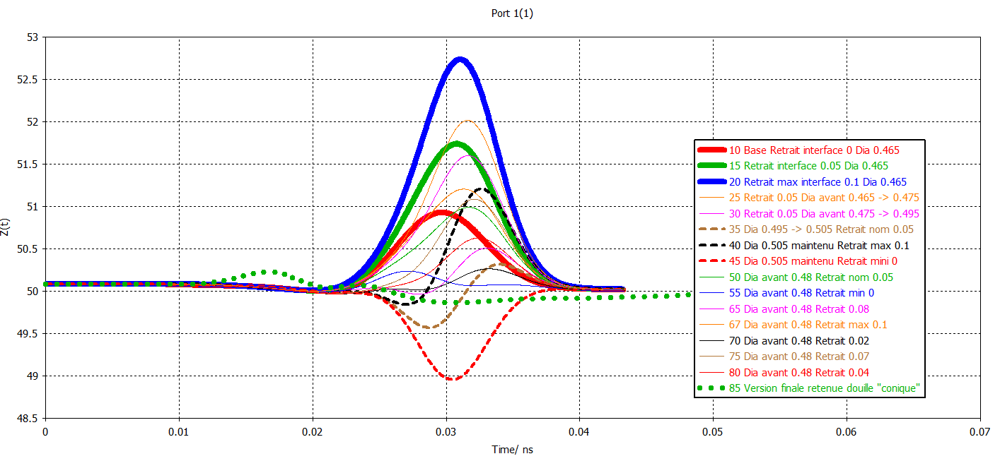 Port 1(1)
53
52.5
52
51.5
51
50.5
50
49.5
49
48.5
Z(t)
0
0.01
0.02
0.03
0.04
0.05
0.06
0.07
Time/ ns
10 Base Retrait interface 0 Dia 0.465
15 Retrait interface 0.05 Dia 0.465
20 Retrait max interface 0.1 Dia 0.465
25 Retrait 0.05 Dia avant 0.465 -> 0.475
30 Retrait 0.05 Dia avant 0.475 -> 0.495
35 Dia 0.495 -> 0.505 Retrait nom 0.05
40 Dia 0.505 maintenu Retrait max 0.1
45 Dia 0.505 maintenu Retrait mini 0
50 Dia avant 0.48 Retrait nom 0.05
55 Dia avant 0.48 Retrait min 0
65 Dia avant 0.48 Retrait 0.08
67 Dia avant 0.48 Retrait max 0.1
70 Dia avant 0.48 Retrait 0.02
75 Dia avant 0.48 Retrait 0.07
80 Dia avant 0.48 Retrait 0.04
85 Version finale retenue douille "conique"